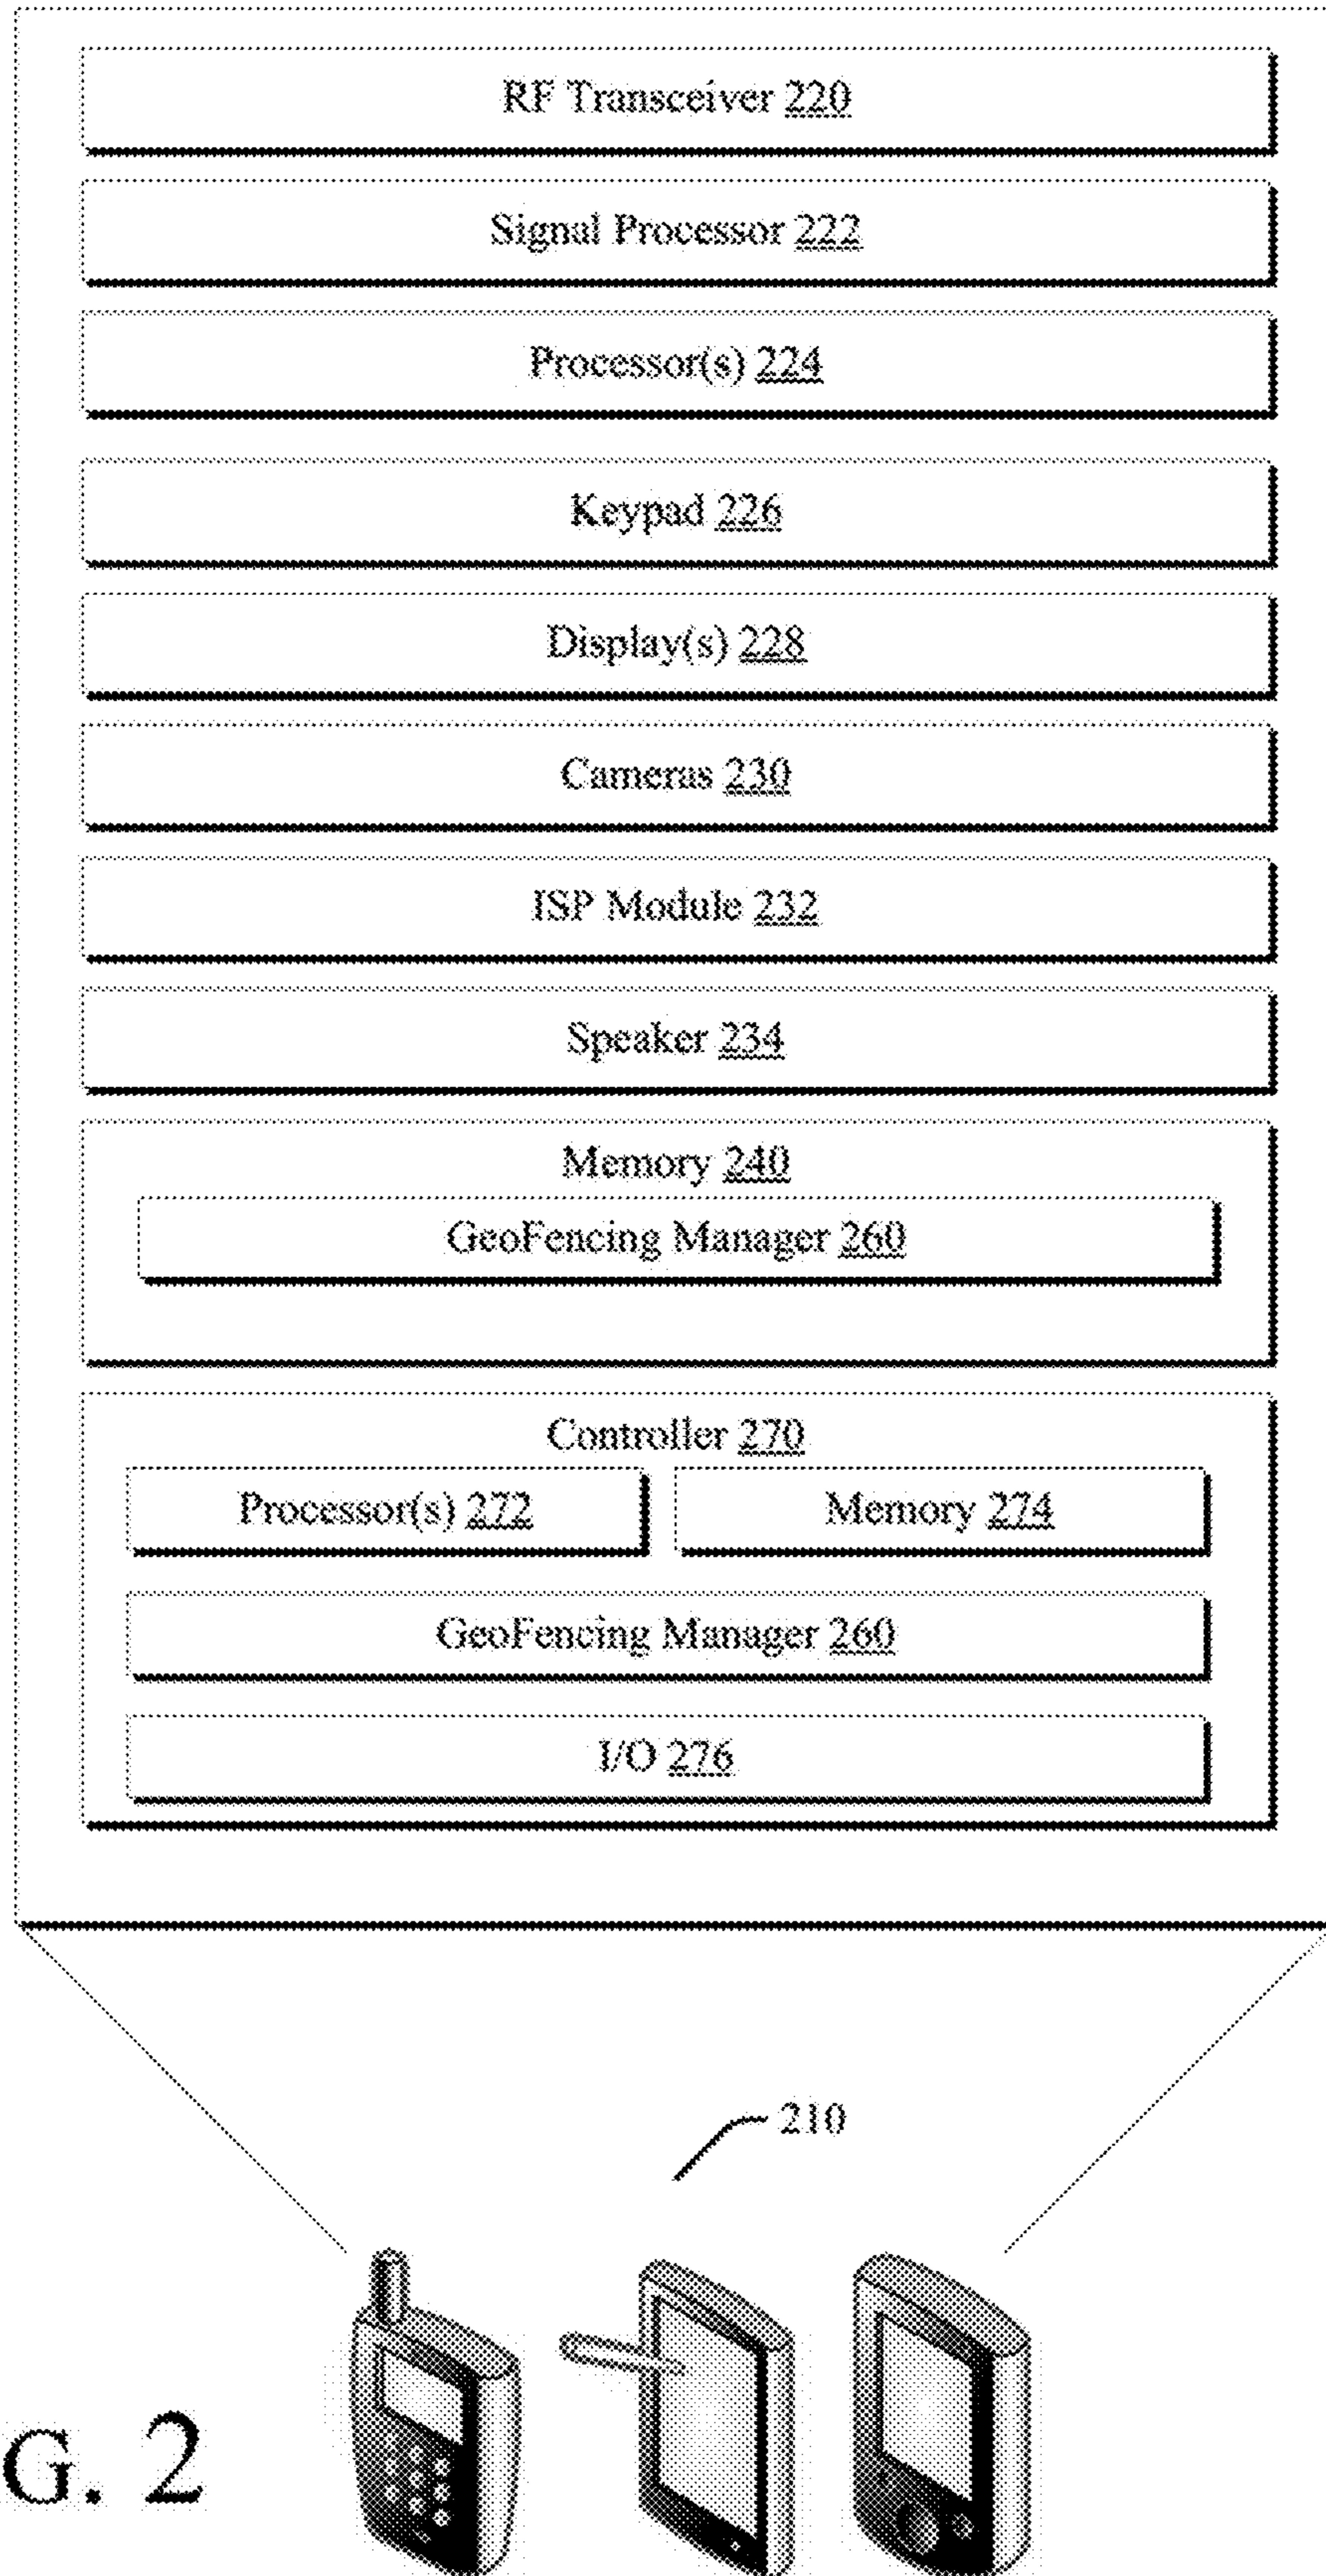 RF Transceiver 220
Signal Processor 222
Processor(s) 224
Keypad 226
Display(s) 228
Cameras 230
ISP Module 232
Speaker 234
Memory 240
GeoFencing Manager 260
Controller 270
Processor(s) 272 Memory 274
GeoFencing Manager 260
I/O 276
210
G. 2